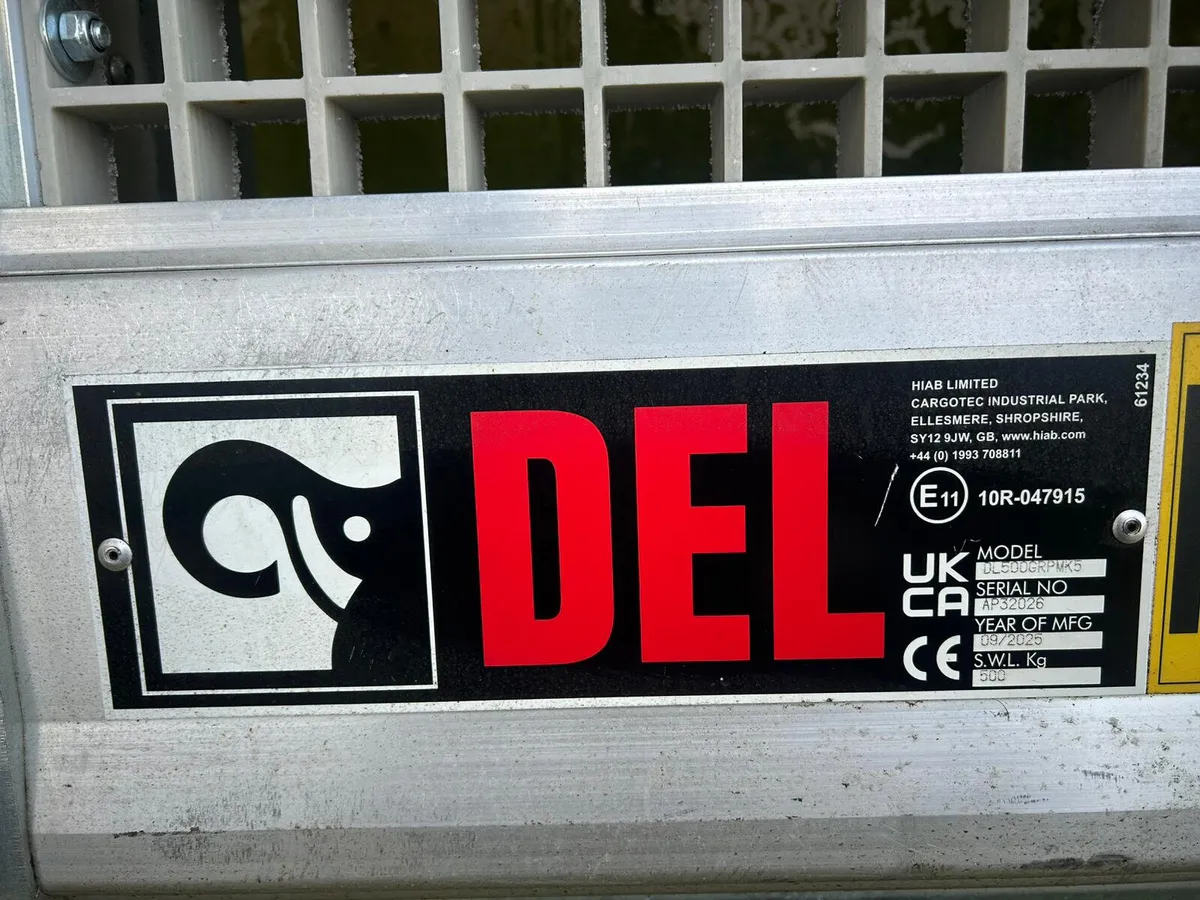 DEL
HIAB LIMITED
CARGOTEC INDUSTRIAL PARK,
ELLESMERE, SHROPSHIRE,
SY12 9JW, GB, www.hiab.com
+44 (0) 1993 708811
61234
E11 10R-047915
UK
CA
CE
MODEL
DL500GRPMK5
SERIAL NO
AP32026
YEAR OF MFG
09/2025
S.W.L. Kg
500